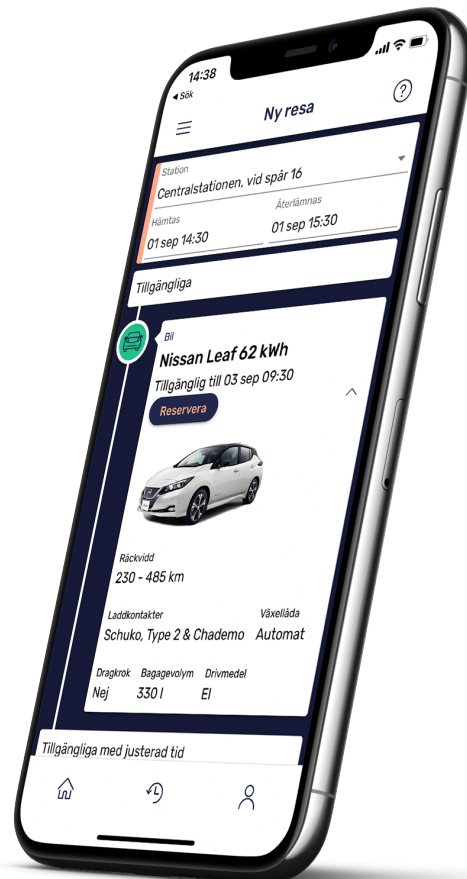 14:38
◀ Sök
Ny resa
?
Station
Centralstationen, vid spår 16
Hämtas
Återlämnas
01 sep 14:30
01 sep 15:30
Tillgängliga
Bil
Nissan Leaf 62 kWh
Tillgänglig till 03 sep 09:30
Reservera
Räckvidd
230 - 485 km
Laddkontakter
Växellåda
Schuko, Type 2 & Chademo
Automat
Dragkrok
Bagagevolym
Drivmedel
Nej
330 l
El
Tillgängliga med justerad tid